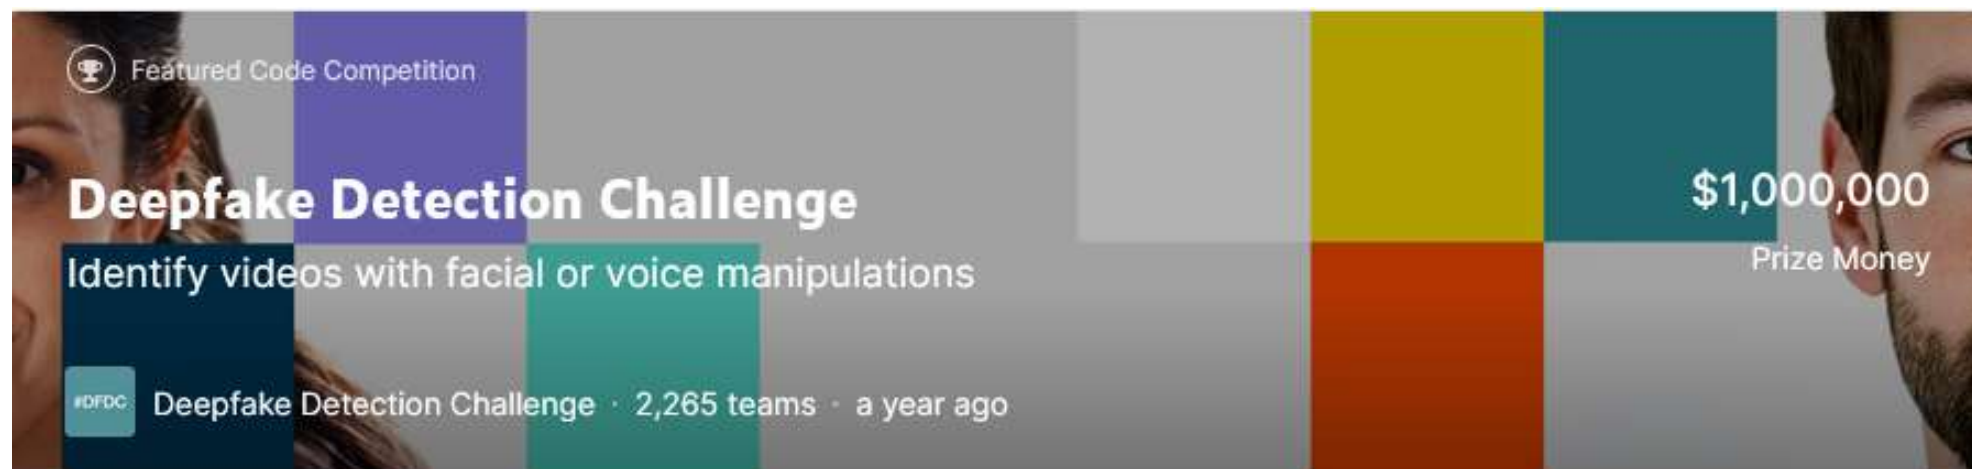 Featured Code Competition
Deepfake Detection Challenge
$1,000,000
Identify videos with facial or voice manipulations
Prize Money
#DFDC
Deepfake Detection Challenge · 2,265 teams · a year ago